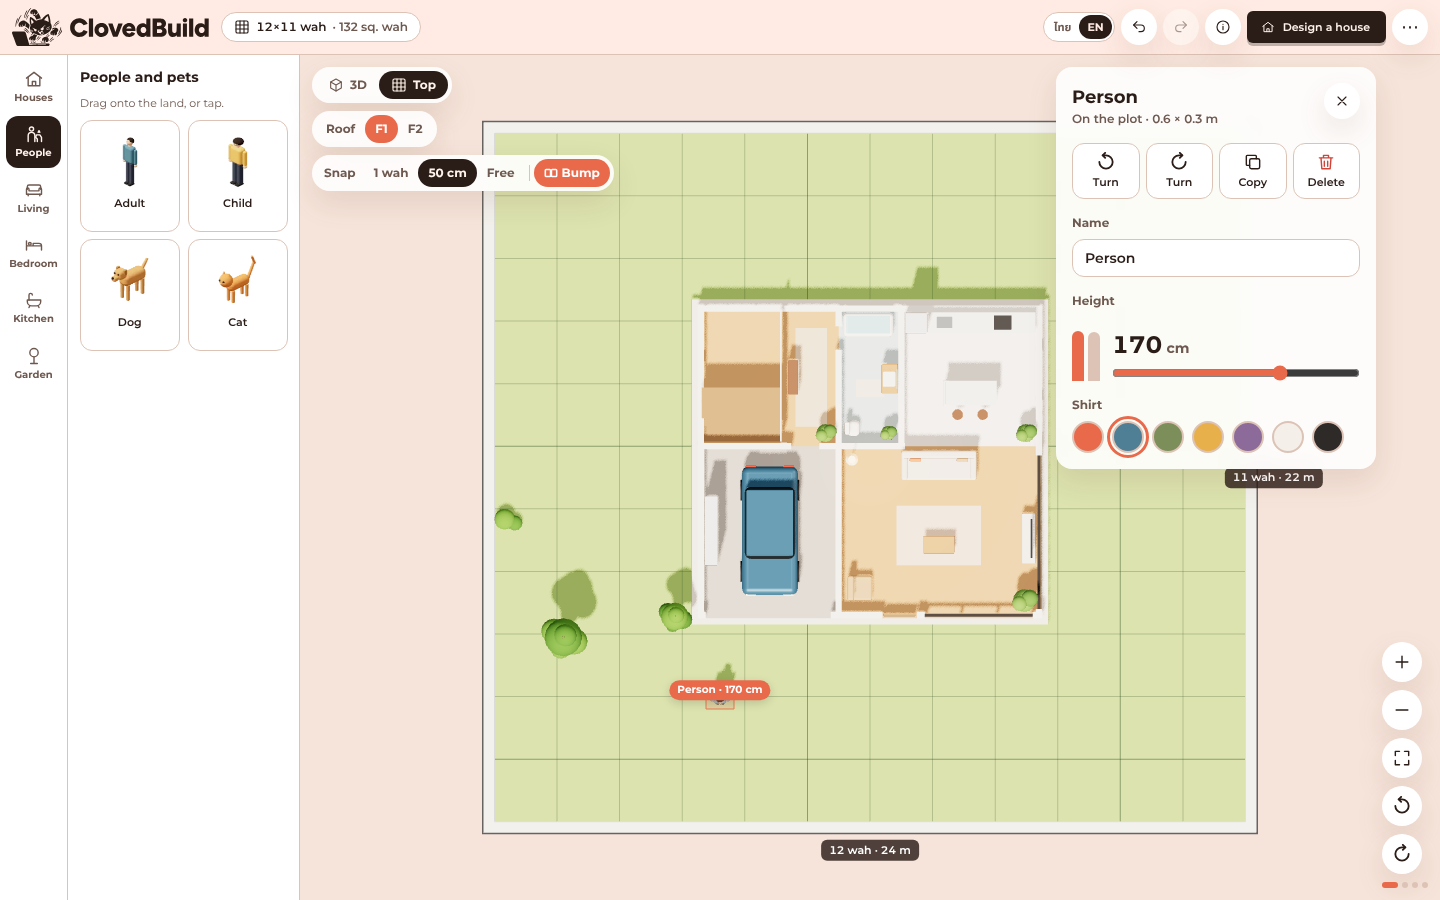 ClovedBuild
12×11 wah · 132 sq. wah
ไทย EN
Design a house
Houses
People
Living
Bedroom
Kitchen
Garden
People and pets
Drag onto the land, or tap.
Adult
Child
Dog
Cat
3D Top
Roof F1 F2
Snap 1 wah 50 cm Free Bump
Person
On the plot · 0.6 × 0.3 m
Turn Turn Copy Delete
Name
Person
Height
170 cm
Shirt
11 wah · 22 m
Person · 170 cm
12 wah · 24 m